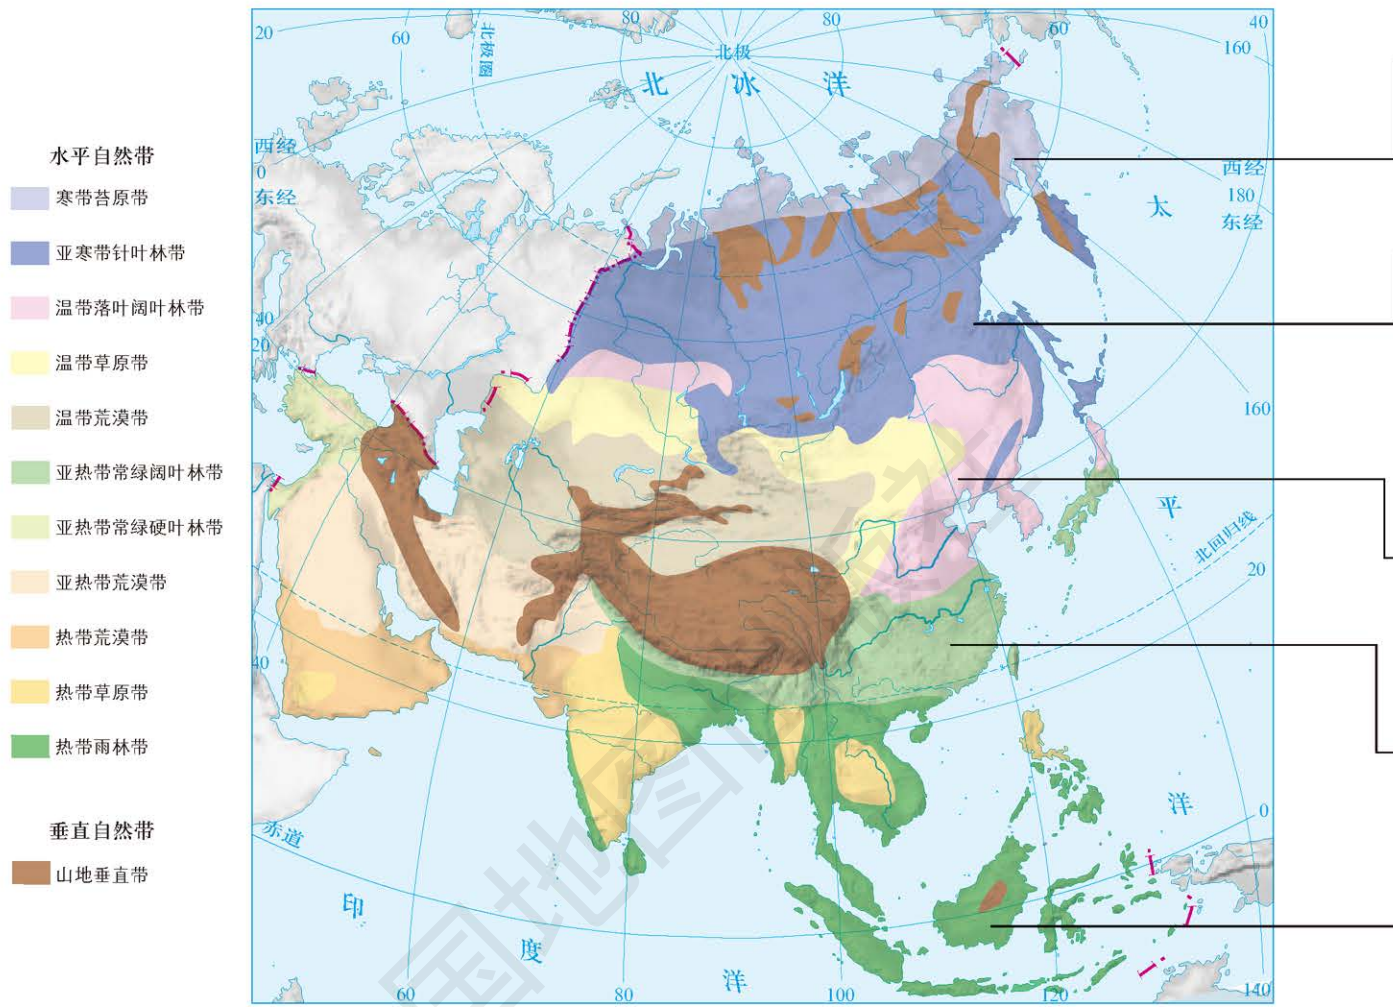 水平自然带
寒带苔原带
亚寒带针叶林带
温带落叶阔叶林带
温带草原带
温带荒漠带
亚热带常绿阔叶林带
亚热带常绿硬叶林带
亚热带荒漠带
热带荒漠带
热带草原带
热带雨林带
垂直自然带
山地垂直带
20
60
北极圈
80
北极
80
60
40
160
北冰洋
西经
0
东经
西经
180
东经
太
40
20
160
平
北回归线
20
40
洋
0
赤道
印
度
洋
60
80
100
120
140
国地图出版社